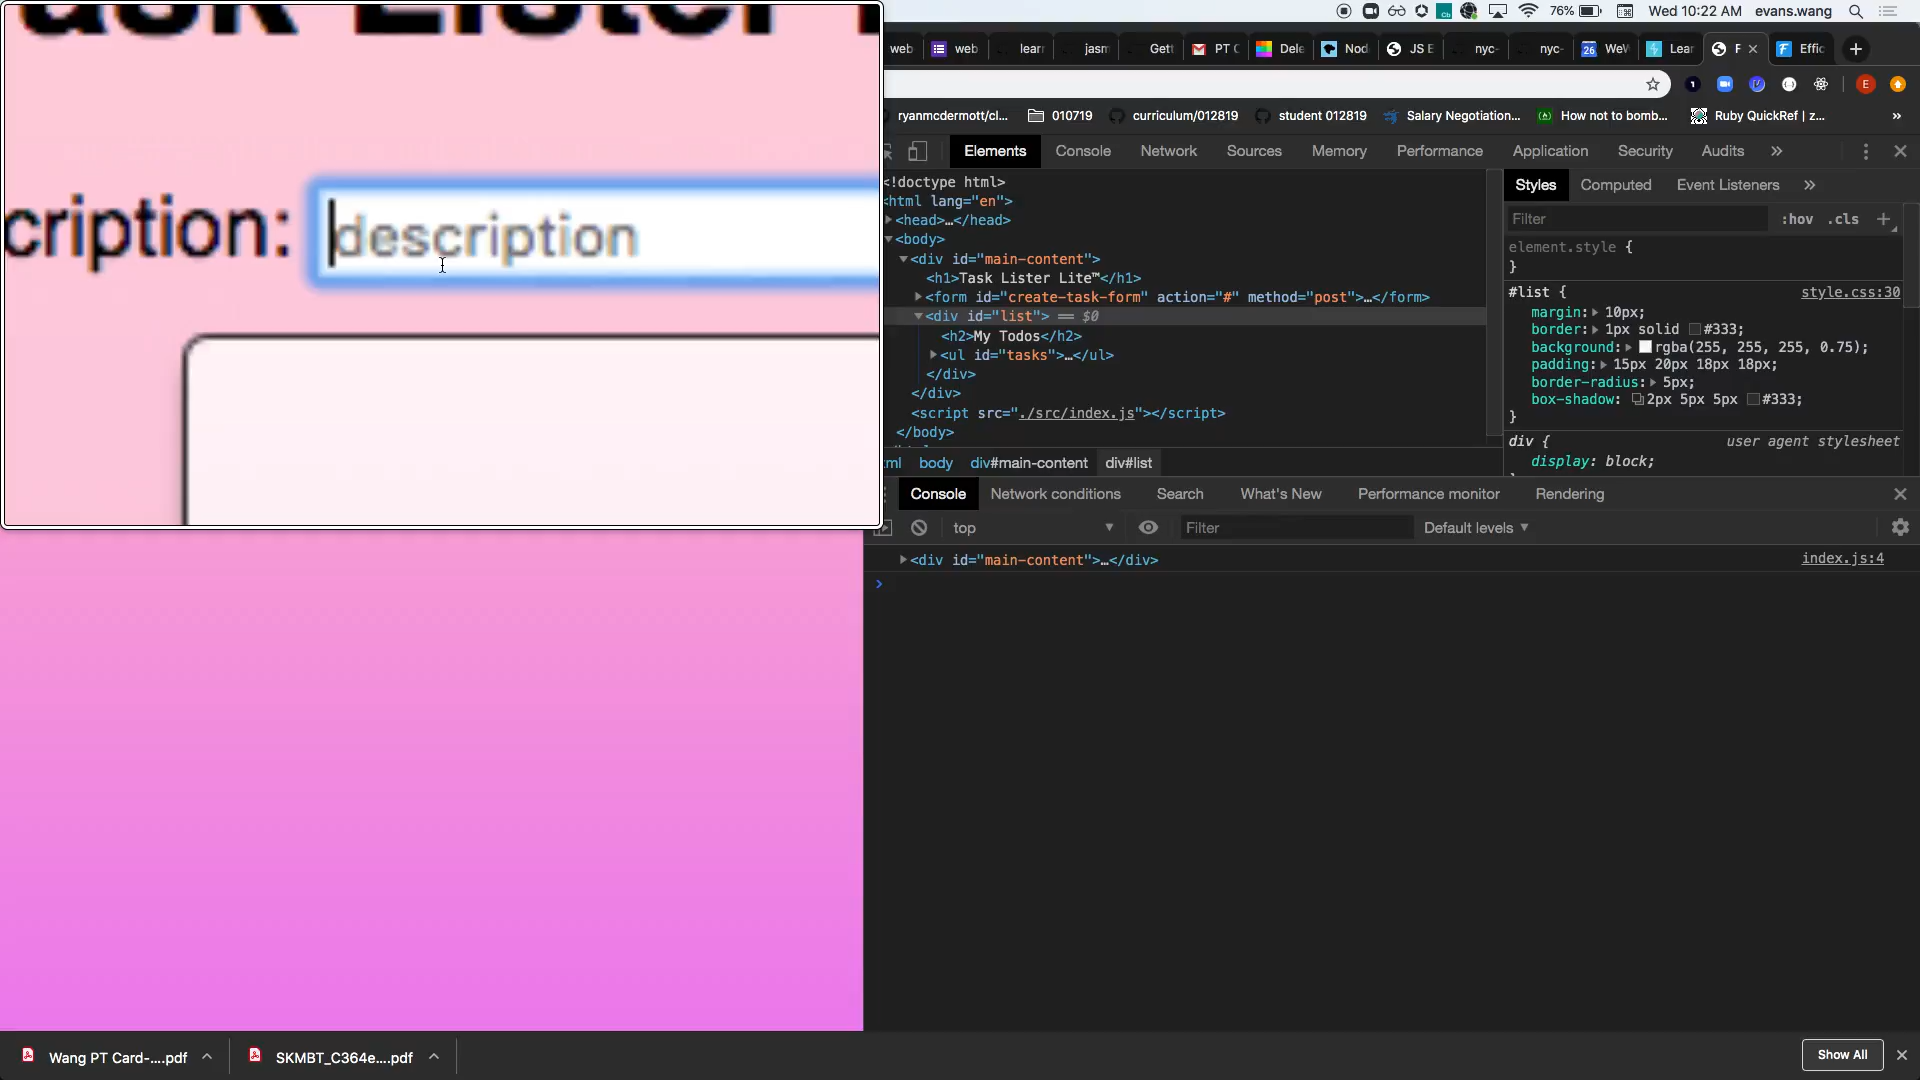 76%
Wed 10:22 AM
evans.wang
web
web
learn
jasm
Gett
PT C
Dele
Nod
JS E
nyc-
nyc-
26
WeW
Lear
F
Effic
ryanmcdermott/cl...
010719
curriculum/012819
student 012819
Salary Negotiation...
How not to bomb...
Ruby QuickRef | z...
»
Task Lister
cription:
description
Elements
Console
Network
Sources
Memory
Performance
Application
Security
Audits
»
<!doctype html>
<html lang="en">
<head>…</head>
<body>
<div id="main-content">
<h1>Task Lister Lite™</h1>
<form id="create-task-form" action="#" method="post">…</form>
<div id="list"> == $0
<h2>My Todos</h2>
<ul id="tasks">…</ul>
</div>
</div>
<script src="./src/index.js"></script>
</body>
Styles
Computed
Event Listeners
»
Filter
:hov
.cls
+
element.style {
}
#list {
style.css:30
margin: 10px;
border: 1px solid #333;
background: rgba(255, 255, 255, 0.75);
padding: 15px 20px 18px 18px;
border-radius: 5px;
box-shadow: 2px 5px 5px #333;
}
div {
user agent stylesheet
display: block;
body
div#main-content
div#list
Console
Network conditions
Search
What's New
Performance monitor
Rendering
top
Filter
Default levels
<div id="main-content">…</div>
index.js:4
Wang PT Card-....pdf
SKMBT_C364e....pdf
Show All